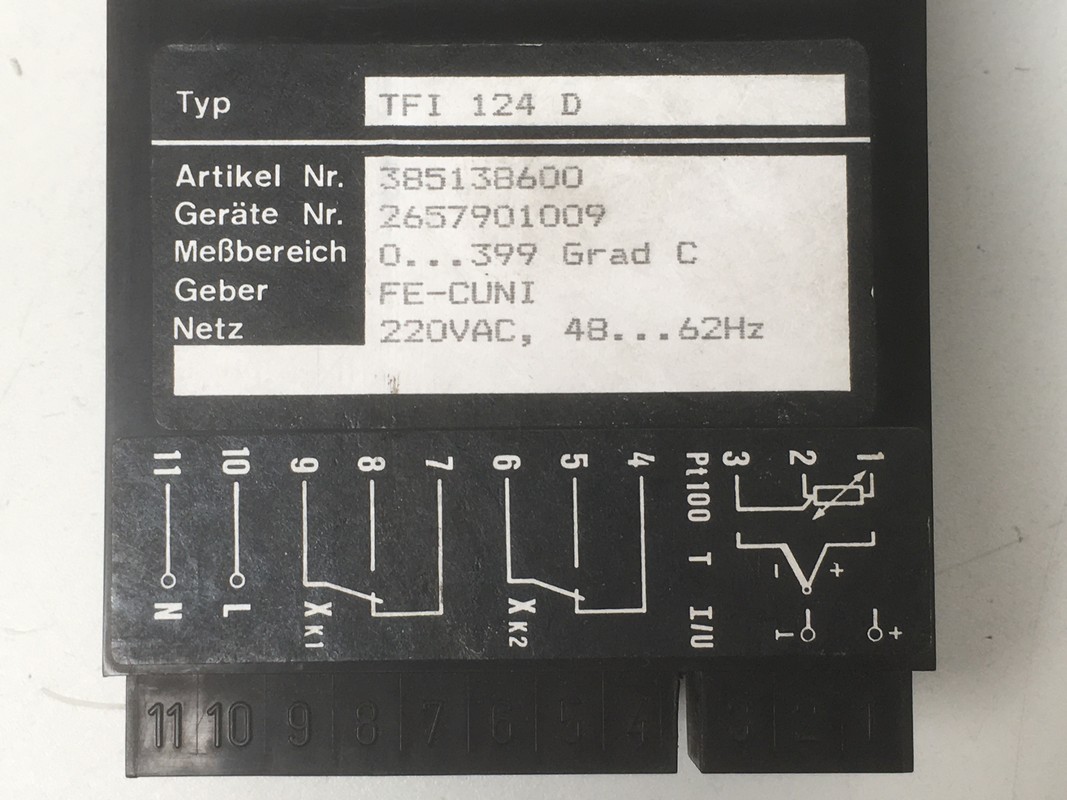 Typ TFI 124 D
Artikel Nr. 385138600
Geräte Nr. 2657901009
Meßbereich 0...399 Grad C
Geber FE-CUNI
Netz 220VAC, 48...62Hz
11 10 9 8 7 6 5 4 3 2 1
Pt100 T I/U
- +
+
N L XK1 XK2
11 10 9 8 7 6 5 4 3 2 1